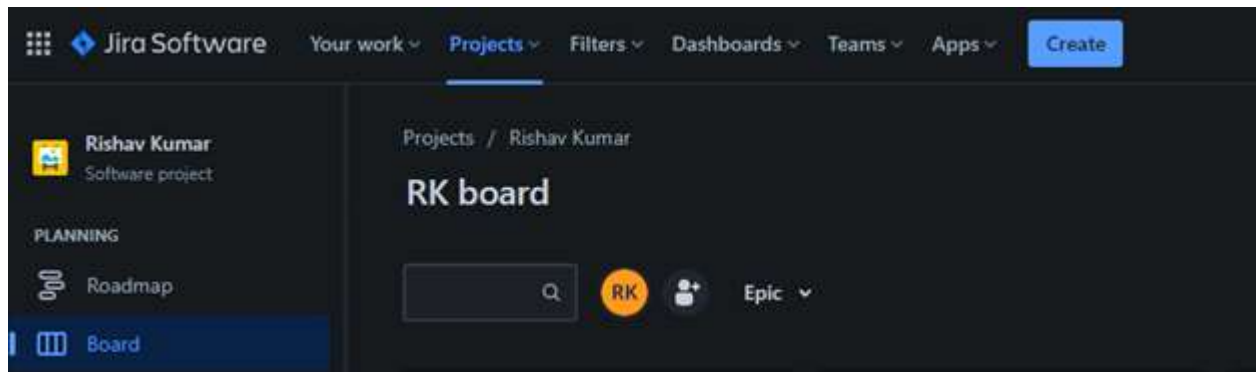 Jira Software Your work Projects Filters Dashboards Teams Apps Create
Rishav Kumar
Software project
PLANNING
Roadmap
Board
Projects / Rishav Kumar
RK board
RK Epic